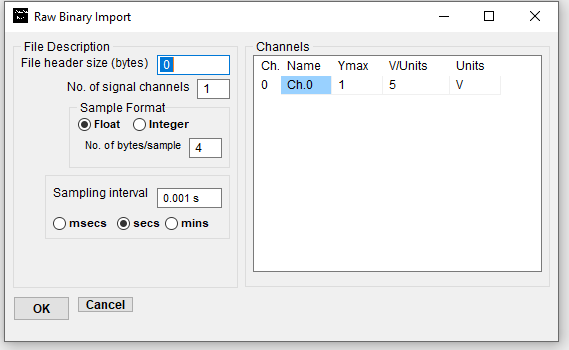 Raw Binary Import
File Description
File header size (bytes) 0
No. of signal channels 1
Sample Format
Float Integer
No. of bytes/sample 4
Sampling interval 0.001 s
msecs secs mins
OK Cancel
Channels
Ch. Name Ymax V/Units Units
0 Ch.0 1 5 V